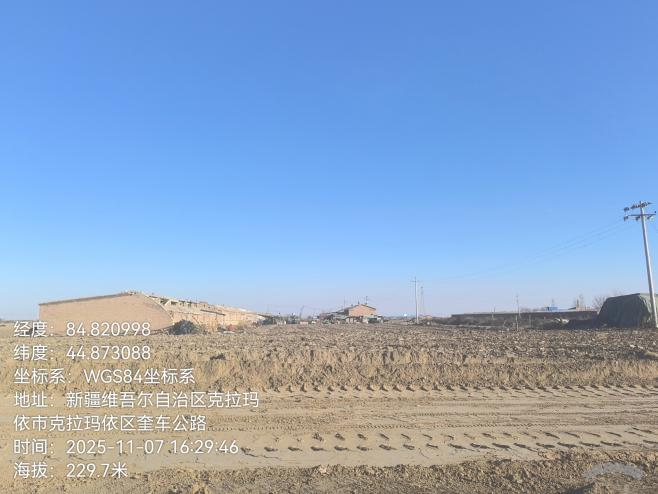 经度：84.820998
纬度：44.873088
坐标系：WGS84坐标系
地址：新疆维吾尔自治区克拉玛
依市克拉玛依区奎车公路
时间：2025-11-07 16:29:46
海拔：229.7米